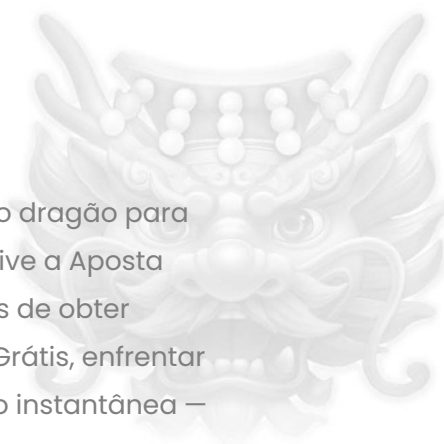 o dragão para
ive a Aposta
s de obter
Grátis, enfrentar
o instantânea —